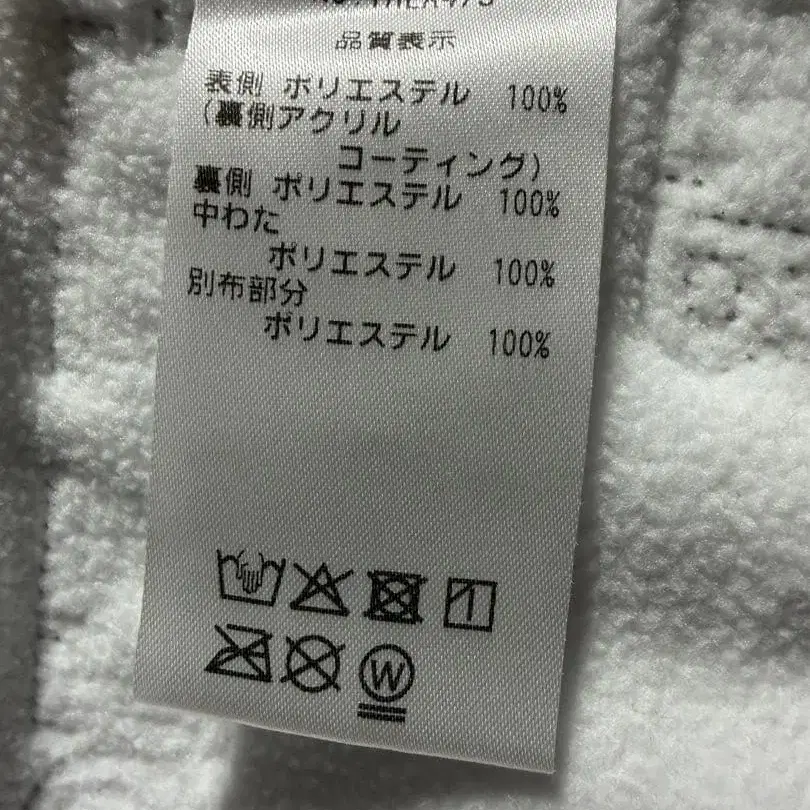 品質表示
表側 ポリエステル 100%
(裏側アクリル
コーティング)
裏側 ポリエステル 100%
中わた
ポリエステル 100%
別布部分
ポリエステル 100%
W